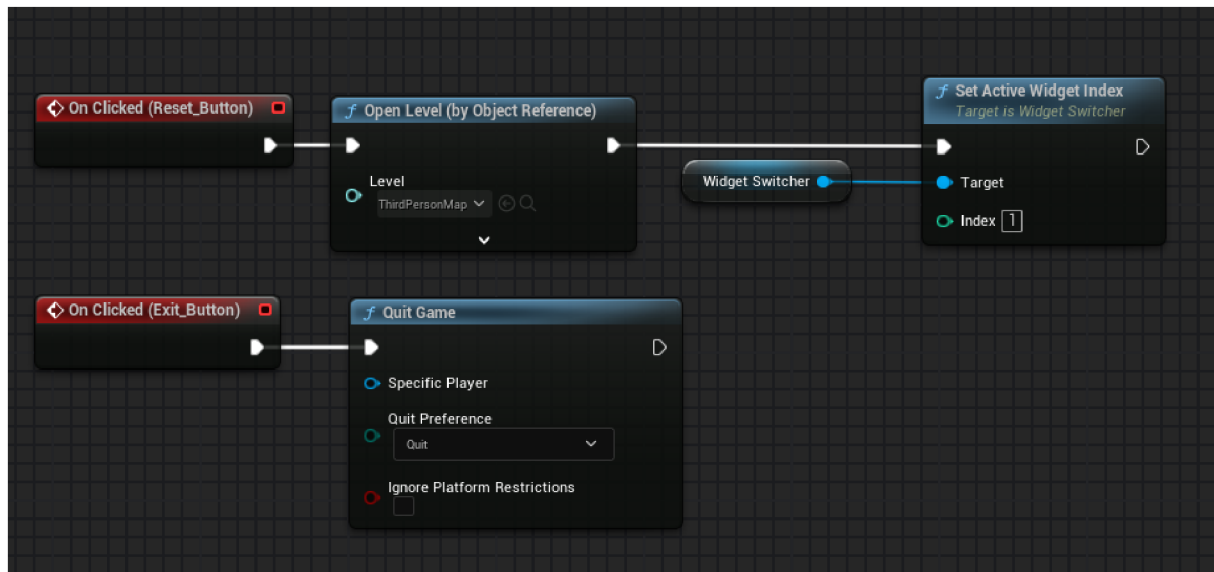 On Clicked (Reset_Button)
f Open Level (by Object Reference)
Level
ThirdPersonMap
Widget Switcher
f Set Active Widget Index
Target is Widget Switcher
Target
Index 1
On Clicked (Exit_Button)
f Quit Game
Specific Player
Quit Preference
Quit
Ignore Platform Restrictions